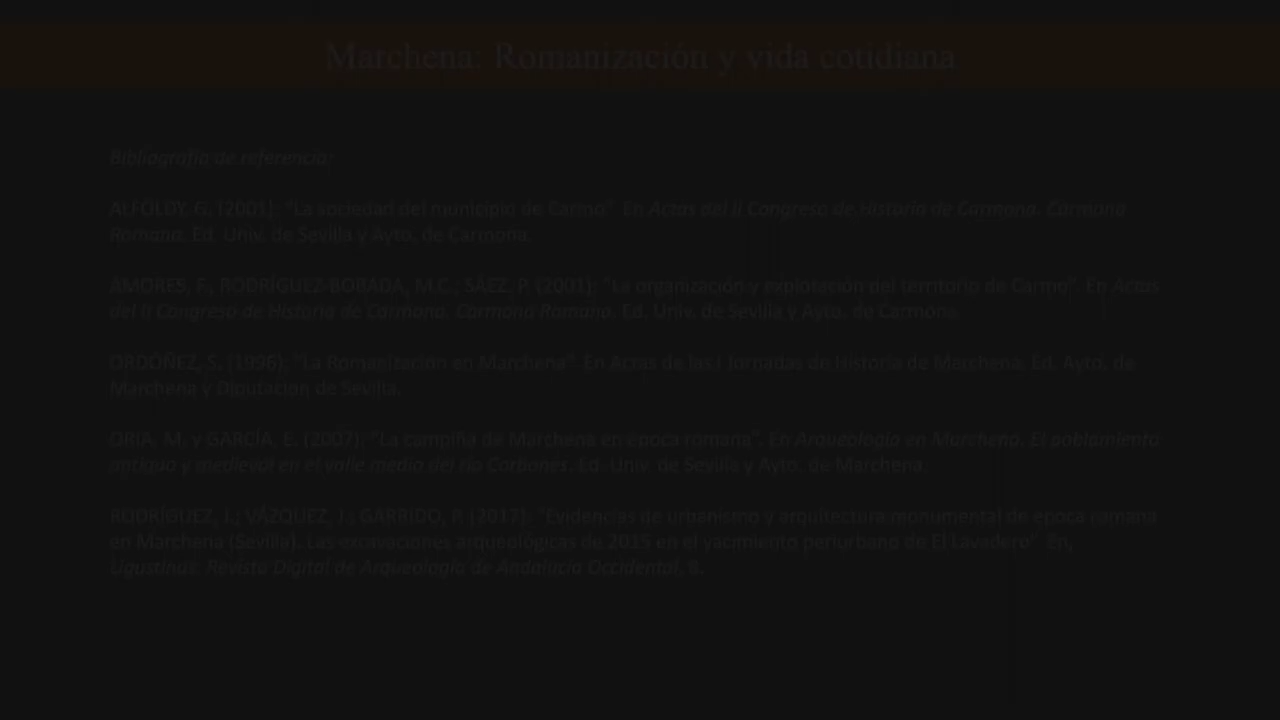 Marchena: Romanización y vida cotidiana
Bibliografía de referencia:
ALFOLDY, G. (2001): "La sociedad del municipio de Carmo". En Actas del II Congreso de Historia de Carmona. Carmona
Romana. Ed. Univ. de Sevilla y Ayto. de Carmona.
AMORES, F.; RODRÍGUEZ-BOBADA, M.C.; SÁEZ, P. (2001): "La organización y explotación del territorio de Carmo". En Actas
del II Congreso de Historia de Carmona. Carmona Romana. Ed. Univ. de Sevilla y Ayto. de Carmona.
ORDÓÑEZ, S. (1996): "La Romanización en Marchena". En Actas de las I Jornadas de Historia de Marchena. Ed. Ayto. de
Marchena y Diputación de Sevilla.
ORIA, M. y GARCÍA, E. (2007): "La campiña de Marchena en época romana". En Arqueología en Marchena. El poblamiento
antiguo y medieval en el valle medio del río Corbones. Ed. Univ. de Sevilla y Ayto. de Marchena.
RODRÍGUEZ, I.; VÁZQUEZ, J.; GARRIDO, P. (2017): "Evidencias de urbanismo y arquitectura monumental de época romana
en Marchena (Sevilla). Las excavaciones arqueológicas de 2015 en el yacimiento periurbano de El Lavadero". En,
Ligustinus. Revista Digital de Arqueología de Andalucía Occidental, 8.